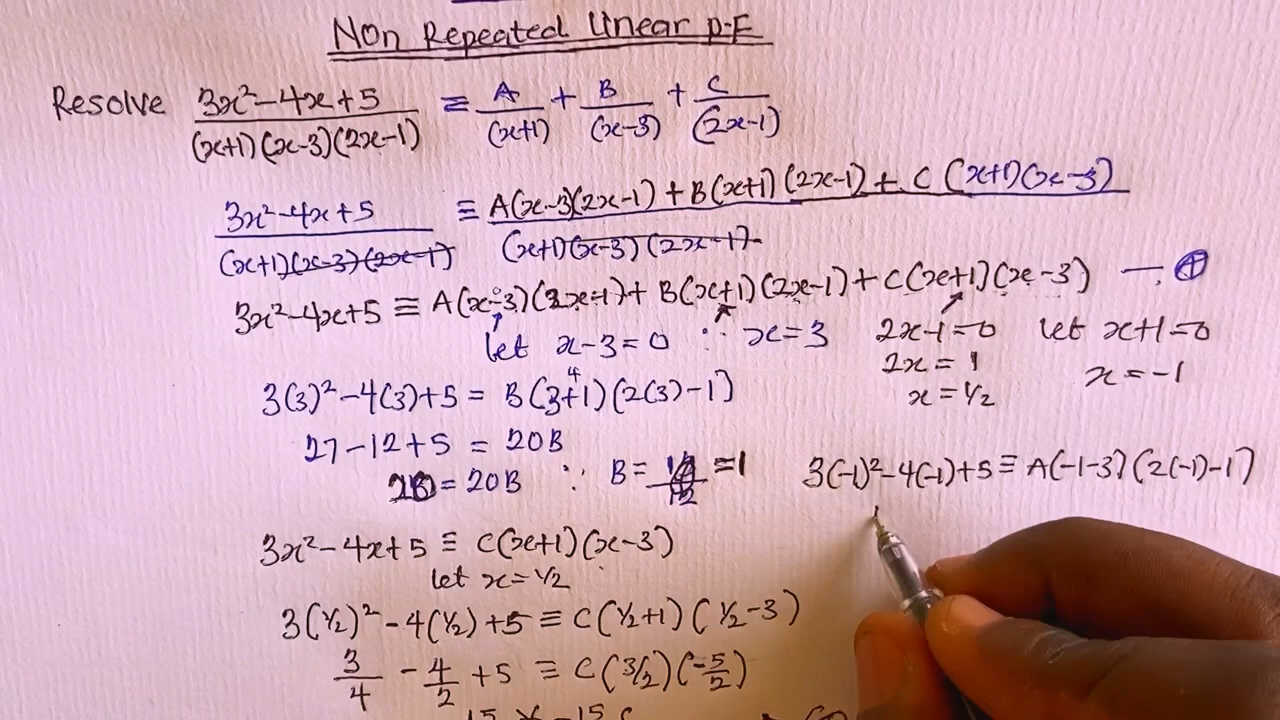 Non Repeated Linear P.F
Resolve (3x²-4x+5)/((x+1)(x-3)(2x-1)) ≡ A/(x+1) + B/(x-3) + C/(2x-1)
(3x²-4x+5)/((x+1)(x-3)(2x-1)) ≡ (A(x-3)(2x-1) + B(x+1)(2x-1) + C(x+1)(x-3))/((x+1)(x-3)(2x-1))
3x²-4x+5 ≡ A(x-3)(2x-1) + B(x+1)(2x-1) + C(x+1)(x-3) — ⊕
let x-3=0 ∴ x=3
2x-1=0
2x = 1
x = 1/2
let x+1=0
x = -1
3(3)²-4(3)+5 = B(3+1)(2(3)-1)
4
27-12+5 = 20B
20 = 20B ∴ B = =1
3(-1)²-4(-1)+5 ≡ A(-1-3)(2(-1)-1)
3x²-4x+5 ≡ C(x+1)(x-3)
let x=1/2
3(1/2)²-4(1/2)+5 ≡ C(1/2+1)(1/2-3)
3/4 - 4/2 + 5 ≡ C(3/2)(-5/2)